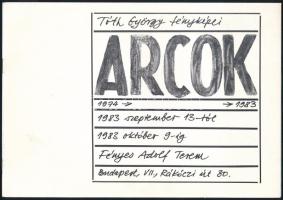 Tóth György fényképei
ARCOK
1974 → → 1983
1983 szeptember 13-tól
1983 október 9-ig
Fényes Adolf Terem
Budapest, VII, Rákóczi út 30.